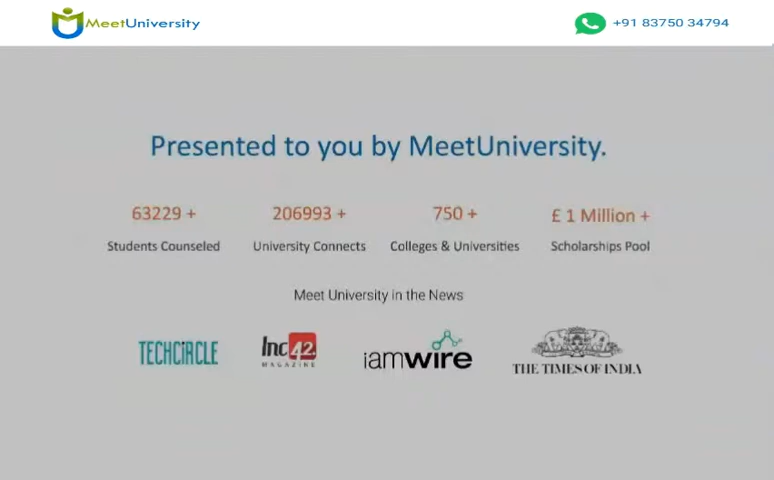 MeetUniversity
+91 83750 34794
Presented to you by MeetUniversity.
63229 + 206993 + 750 + £ 1 Million +
Students Counseled University Connects Colleges & Universities Scholarships Pool
Meet University in the News
TECHCIRCLE
Inc42.
MAGAZINE
iamwire
THE TIMES OF INDIA